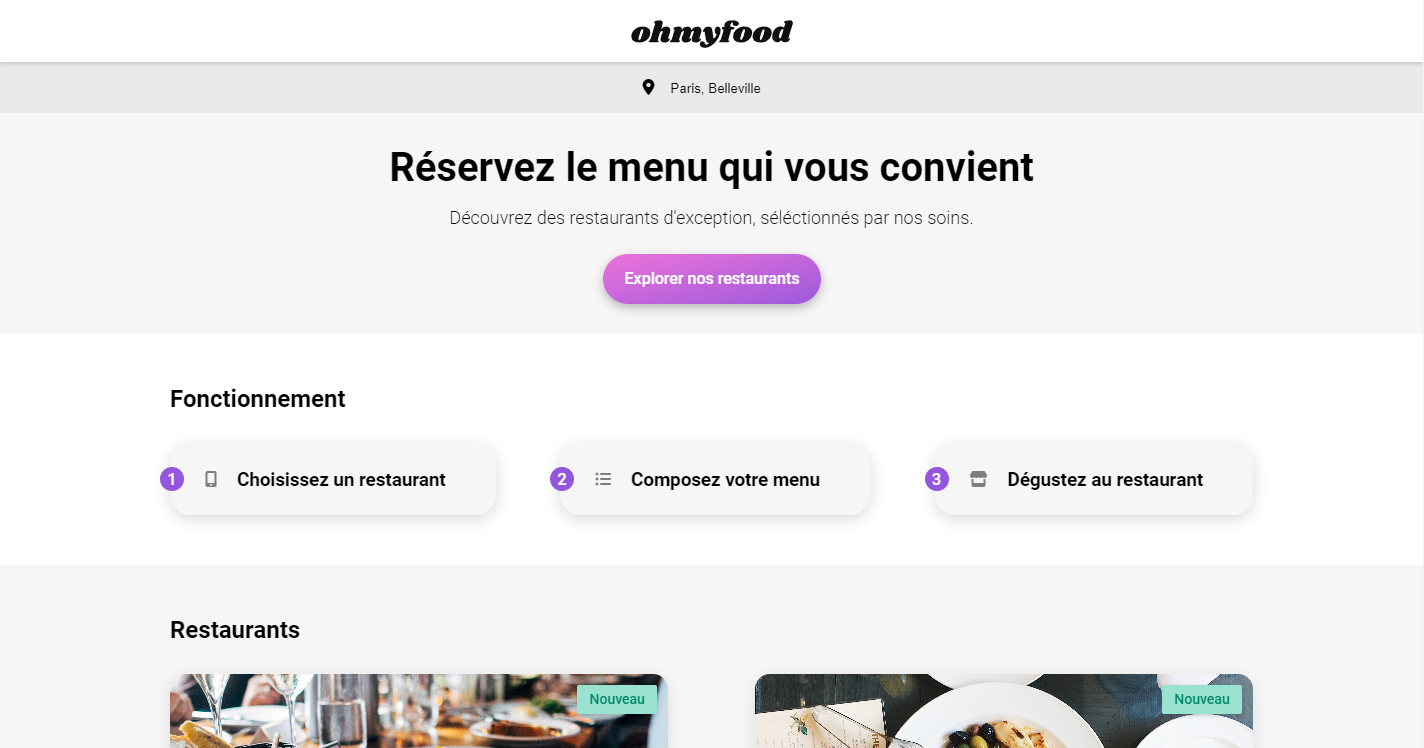 ohmyfood
Paris, Belleville
Réservez le menu qui vous convient
Découvrez des restaurants d'exception, séléctionnés par nos soins.
Explorer nos restaurants
Fonctionnement
1 Choisissez un restaurant
2 Composez votre menu
3 Dégustez au restaurant
Restaurants
Nouveau
Nouveau